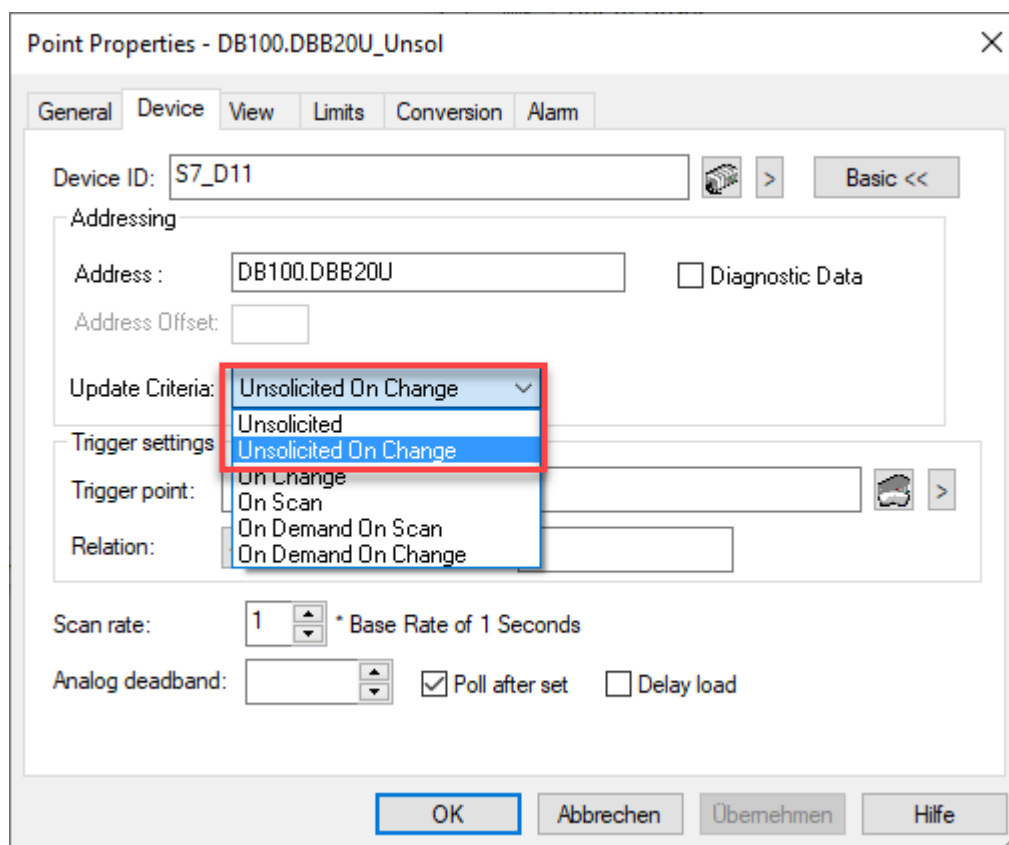 Point Properties - DB100.DBB20U_Unsol
General Device View Limits Conversion Alarm
Device ID: S7_D11 > Basic <<
Addressing
Address : DB100.DBB20U Diagnostic Data
Address Offset:
Update Criteria: Unsolicited On Change
Unsolicited
Trigger settings Unsolicited On Change
On Change
Trigger point: >
On Scan
On Demand On Scan
Relation:
On Demand On Change
Scan rate: 1 * Base Rate of 1 Seconds
Analog deadband: Poll after set Delay load
OK Abbrechen Übernehmen Hilfe